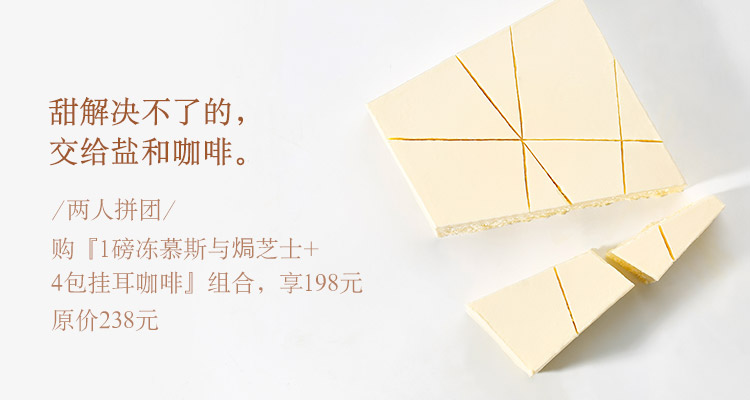 甜解决不了的，
交给盐和咖啡。
/两人拼团/
购『1磅冻慕斯与焗芝士+
4包挂耳咖啡』组合，享198元
原价238元